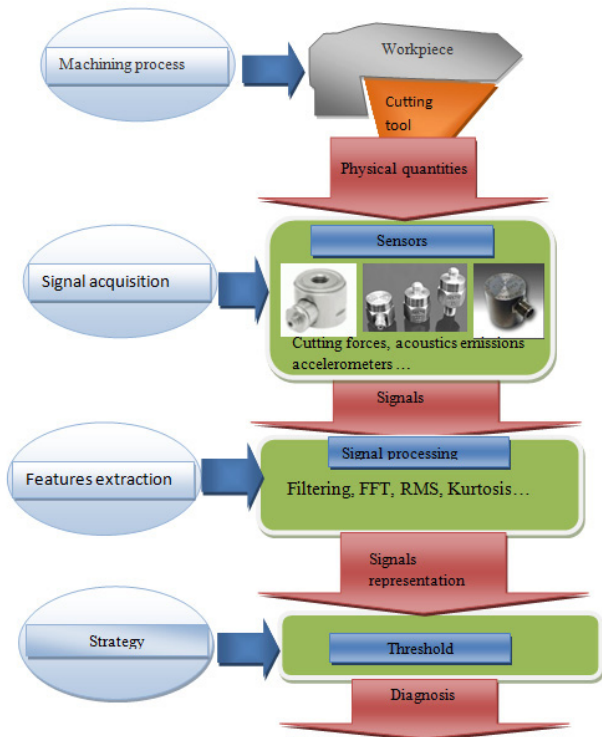 Machining process
Workpiece
Cutting
tool
Physical quantities
Signal acquisition
Sensors
Cutting forces, acoustics emissions
accelerometers ...
Signals
Features extraction
Signal processing
Filtering, FFT, RMS, Kurtosis...
Signals
representation
Strategy
Threshold
Diagnosis